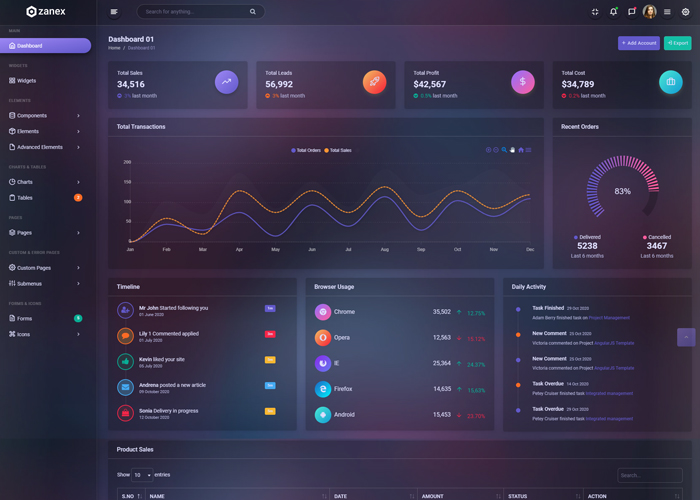 zanex
Search for anything...
MAIN
Dashboard
WIDGETS
Widgets
ELEMENTS
Components
Elements
Advanced Elements
CHARTS & TABLES
Charts
Tables
PAGES
Pages
CUSTOM & ERROR PAGES
Custom Pages
Submenus
FORMS & ICONS
Forms
Icons
Dashboard 01
Home / Dashboard 01
+ Add Account
Export
Total Sales
34,516
last month
Total Leads
56,992
last month
Total Profit
$42,567
last month
Total Cost
$34,789
last month
Total Transactions
Total Orders Total Sales
200
150
100
50
0
Jan Feb Mar Apr May Jun Jul Aug Sep Oct Nov Dec
Recent Orders
83%
Delivered Cancelled
5238 3467
Last 6 months Last 6 months
Timeline
Mr John Started following you
01 June 2020
Lily 1 Commented applied
01 July 2020
Kevin liked your site
05 July 2020
Andrena posted a new article
09 October 2020
Sonia Delivery in progress
12 October 2020
Browser Usage
Chrome 35,502 12.75%
Opera 12,563 15.12%
IE 25,364 24.37%
Firefox 14,635 15.63%
Android 15,453 23.70%
Daily Activity
Task Finished 09 Oct 2020
Adam Berry finished task on Project Management
New Comment 23 Oct 2020
Victoria commented on Project AngularJS Template
New Comment 23 Oct 2020
Victoria commented on Project AngularJS Template
Task Overdue 14 Oct 2020
Petey Cruiser finished task Integrated management
Task Overdue 29 Oct 2020
Petey Cruiser finished task Integrated management
Product Sales
Show 10 entries
Search...
S.NO NAME DATE AMOUNT STATUS ACTION